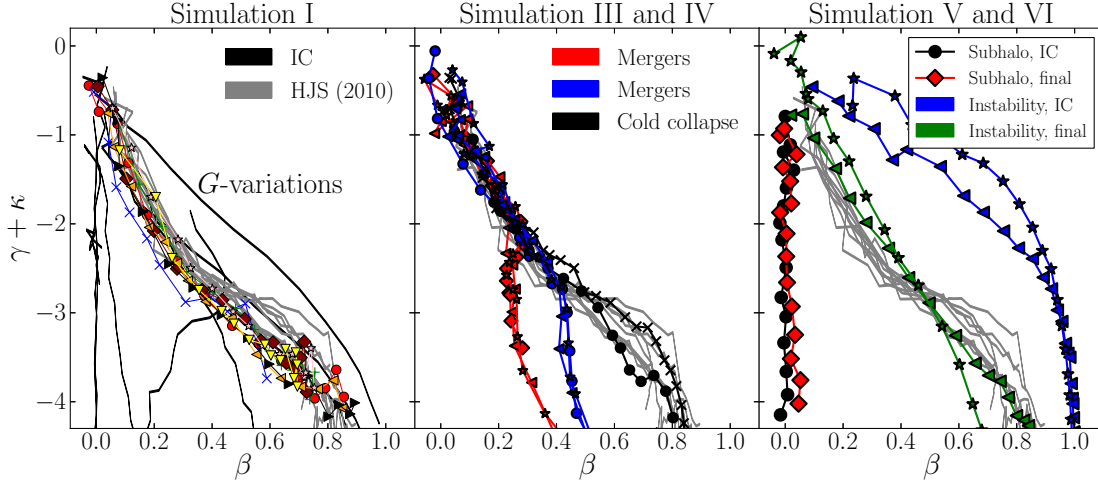 Simulation I
Simulation III and IV
Simulation V and VI
0
−1
−2
−3
−4
γ + κ
IC
HJS (2010)
G-variations
Mergers
Mergers
Cold collapse
Subhalo, IC
Subhalo, final
Instability, IC
Instability, final
0.0 0.2 0.4 0.6 0.8 1.0
0.0 0.2 0.4 0.6 0.8 1.0
0.0 0.2 0.4 0.6 0.8 1.0
β
β
β